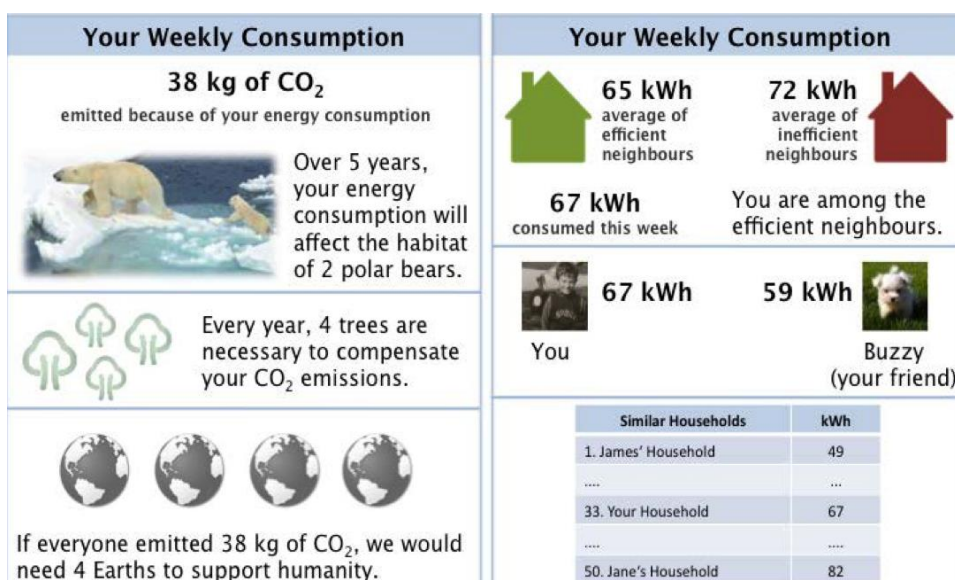 Your Weekly Consumption
38 kg of CO₂
emitted because of your energy consumption
Over 5 years,
your energy
consumption will
affect the habitat
of 2 polar bears.
Every year, 4 trees are
necessary to compensate
your CO₂ emissions.
If everyone emitted 38 kg of CO₂, we would
need 4 Earths to support humanity.
Your Weekly Consumption
65 kWh
average of
efficient
neighbours
72 kWh
average of
inefficient
neighbours
67 kWh
consumed this week
You are among the
efficient neighbours.
67 kWh
You
59 kWh
Buzzy
(your friend)
Similar Households kWh
1. James' Household 49
.... ...
33. Your Household 67
.... ....
50. Jane's Household 82